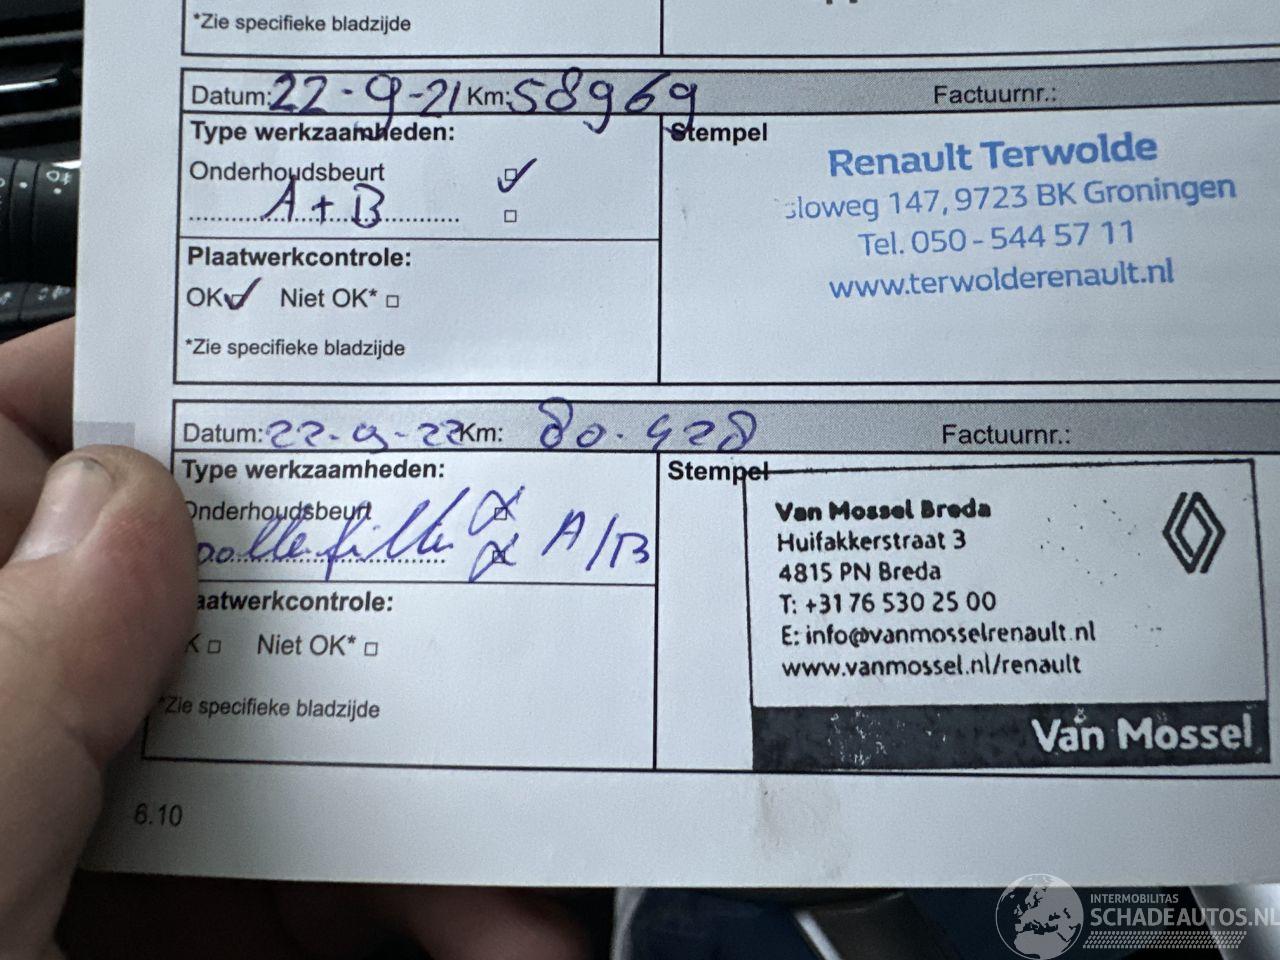 *Zie specifieke bladzijde
Datum: 22-9-21 Km: 58969 Factuurnr.:
Type werkzaamheden:
Stempel
Onderhoudsbeurt
A + B
Renault Terwolde
sloweg 147, 9723 BK Groningen
Tel. 050 - 544 57 11
www.terwolderenault.nl
Plaatwerkcontrole:
OK Niet OK*
*Zie specifieke bladzijde
Datum: 22-9-22 Km: 80.428 Factuurnr.:
Type werkzaamheden:
Stempel
Onderhoudsbeurt
A/B
Van Mossel Breda
Huifakkerstraat 3
4815 PN Breda
T: +31 76 530 25 00
E: info@vanmosselrenault.nl
www.vanmossel.nl/renault
Van Mossel
aatwerkcontrole:
K Niet OK*
*Zie specifieke bladzijde
6.10
INTERMOBILITAS
SCHADEAUTOS.NL